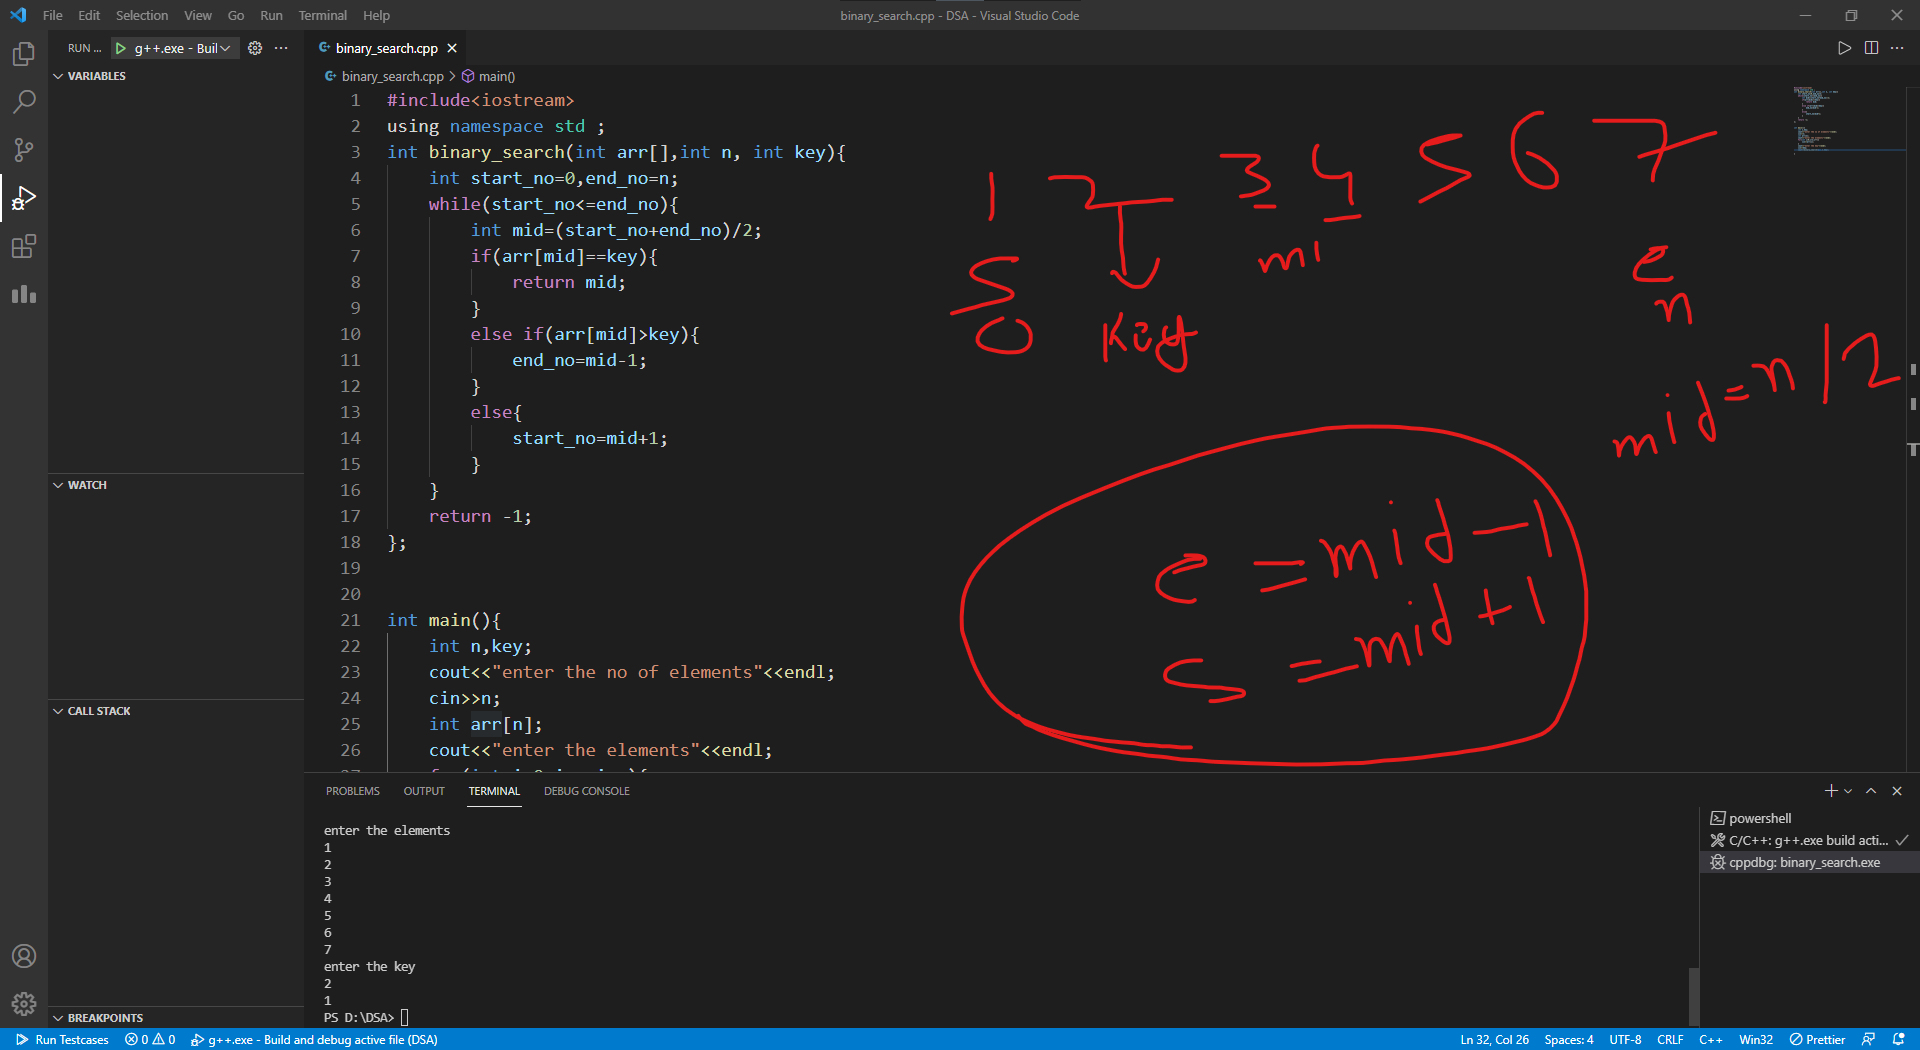 File Edit Selection View Go Run Terminal Help
binary_search.cpp - DSA - Visual Studio Code
RUN ... g++.exe - Buil
VARIABLES
WATCH
CALL STACK
BREAKPOINTS
binary_search.cpp
binary_search.cpp > main()
1 #include<iostream>
2 using namespace std ;
3 int binary_search(int arr[],int n, int key){
4 int start_no=0,end_no=n;
5 while(start_no<=end_no){
6 int mid=(start_no+end_no)/2;
7 if(arr[mid]==key){
8 return mid;
9 }
10 else if(arr[mid]>key){
11 end_no=mid-1;
12 }
13 else{
14 start_no=mid+1;
15 }
16 }
17 return -1;
18 };
19
20
21 int main(){
22 int n,key;
23 cout<<"enter the no of elements"<<endl;
24 cin>>n;
25 int arr[n];
26 cout<<"enter the elements"<<endl;
1 2 3 4 5 6 7
S mi e
0 key n
mid=n/2
e =mid-1
s =mid+1
PROBLEMS OUTPUT TERMINAL DEBUG CONSOLE
enter the elements
1
2
3
4
5
6
7
enter the key
2
1
PS D:\DSA>
powershell
C/C++: g++.exe build acti...
cppdbg: binary_search.exe
Run Testcases 0 0 g++.exe - Build and debug active file (DSA)
Ln 32, Col 26 Spaces: 4 UTF-8 CRLF C++ Win32 Prettier